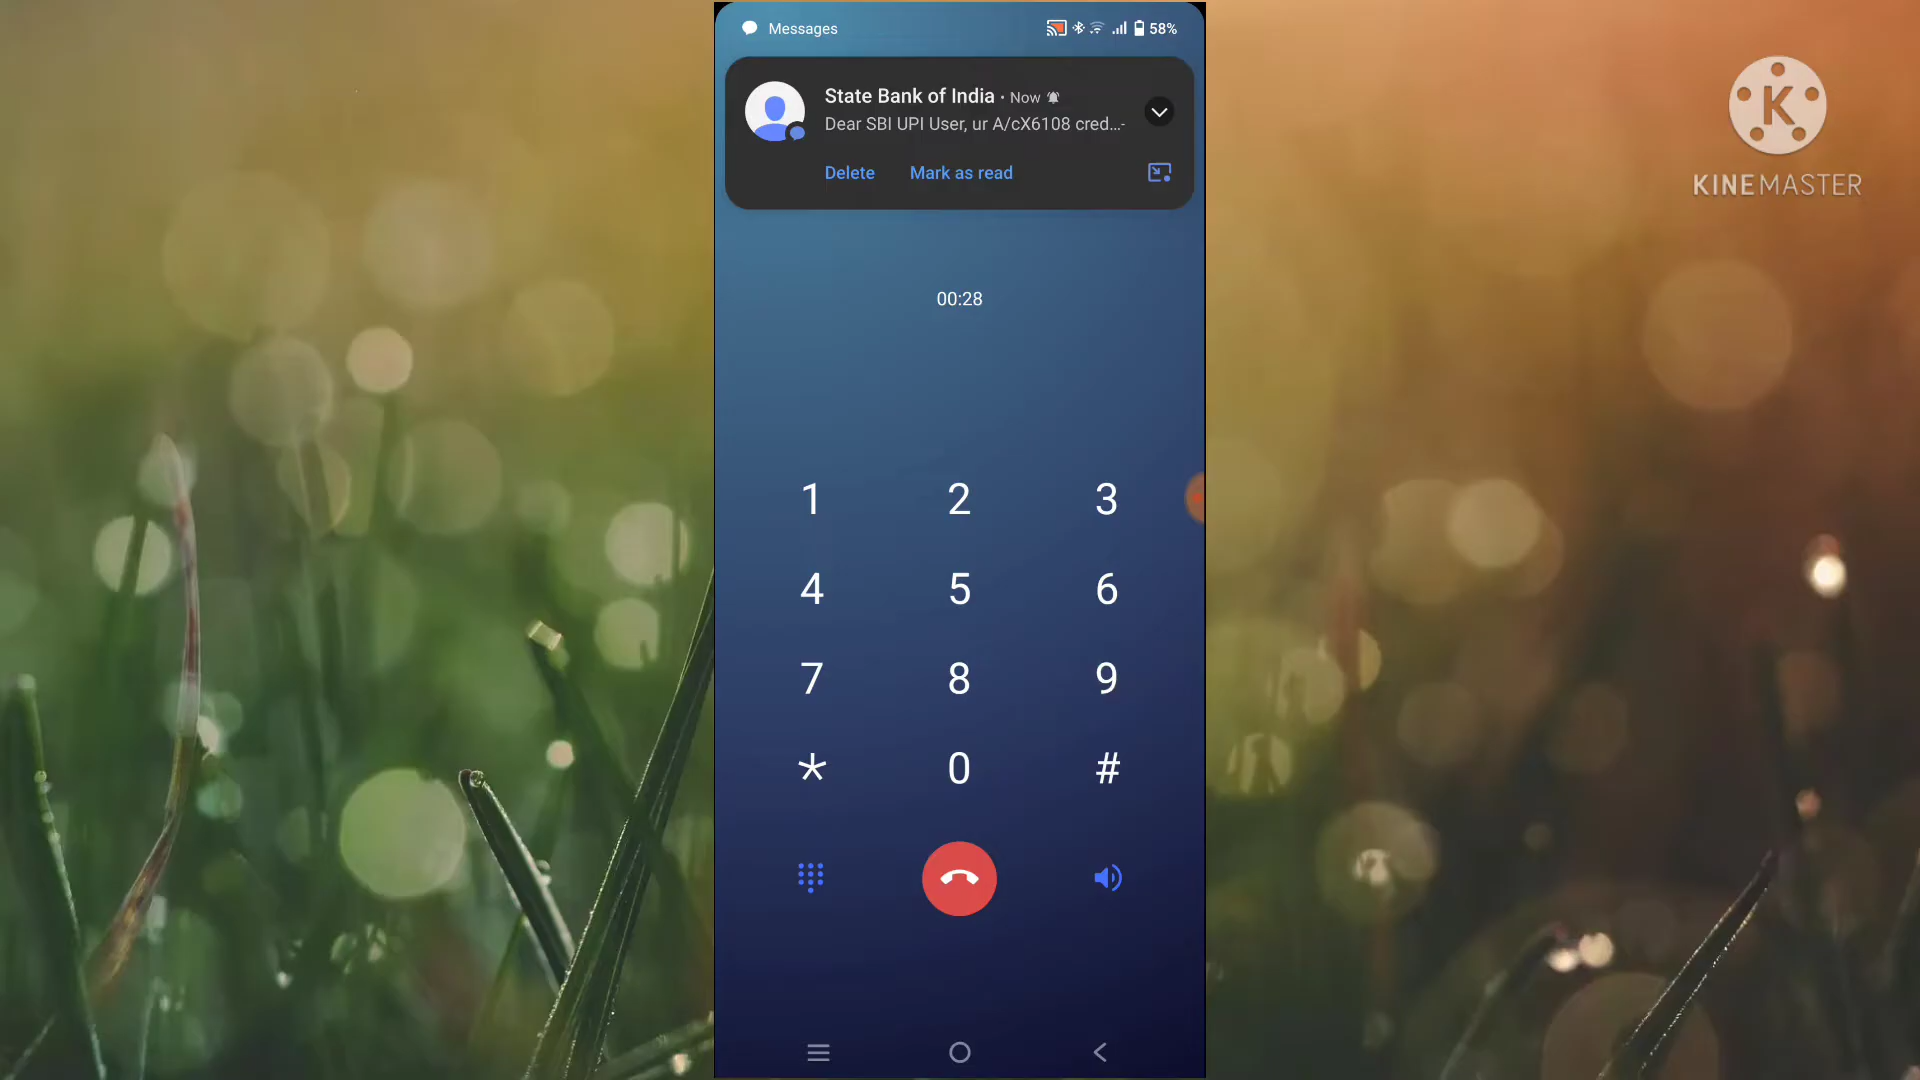 Messages
58%
State Bank of India • Now
Dear SBI UPI User, ur A/cX6108 cred...-
Delete Mark as read
K
KINEMASTER
00:28
1 2 3
4 5 6
7 8 9
* 0 #